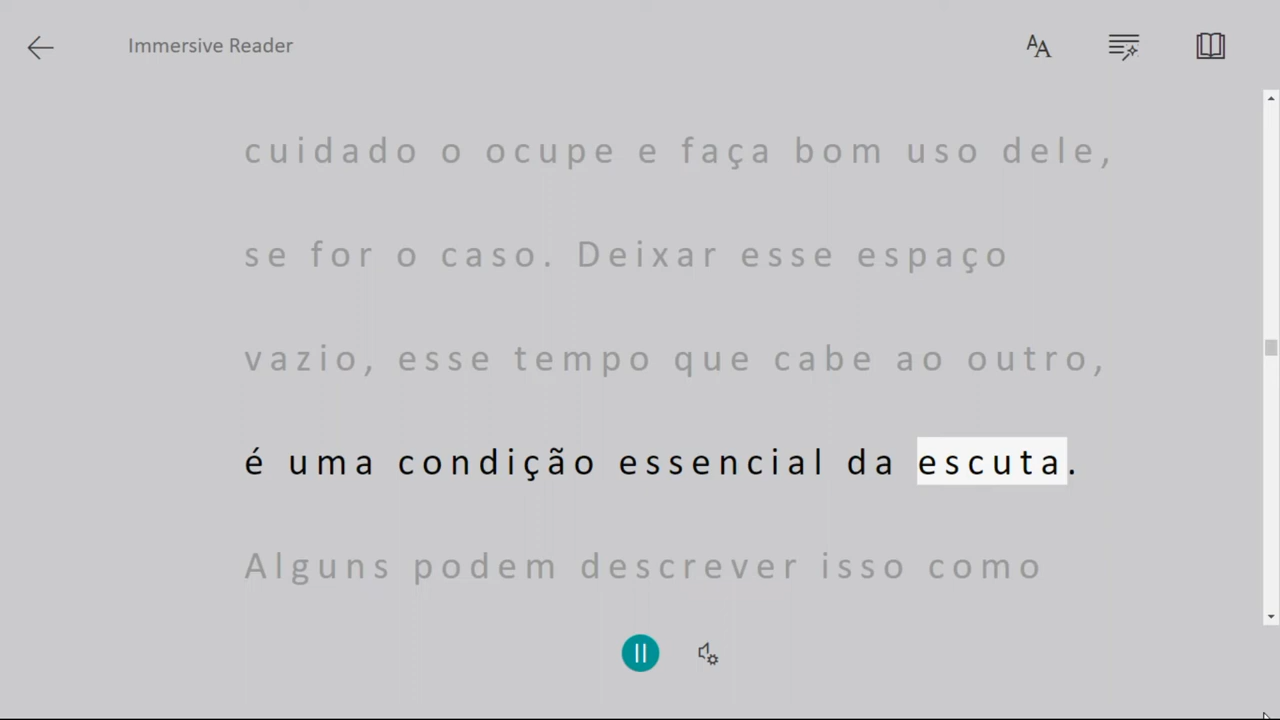 Immersive Reader
cuidado o ocupe e faça bom uso dele,
se for o caso. Deixar esse espaço
vazio, esse tempo que cabe ao outro,
é uma condição essencial da escuta.
Alguns podem descrever isso como